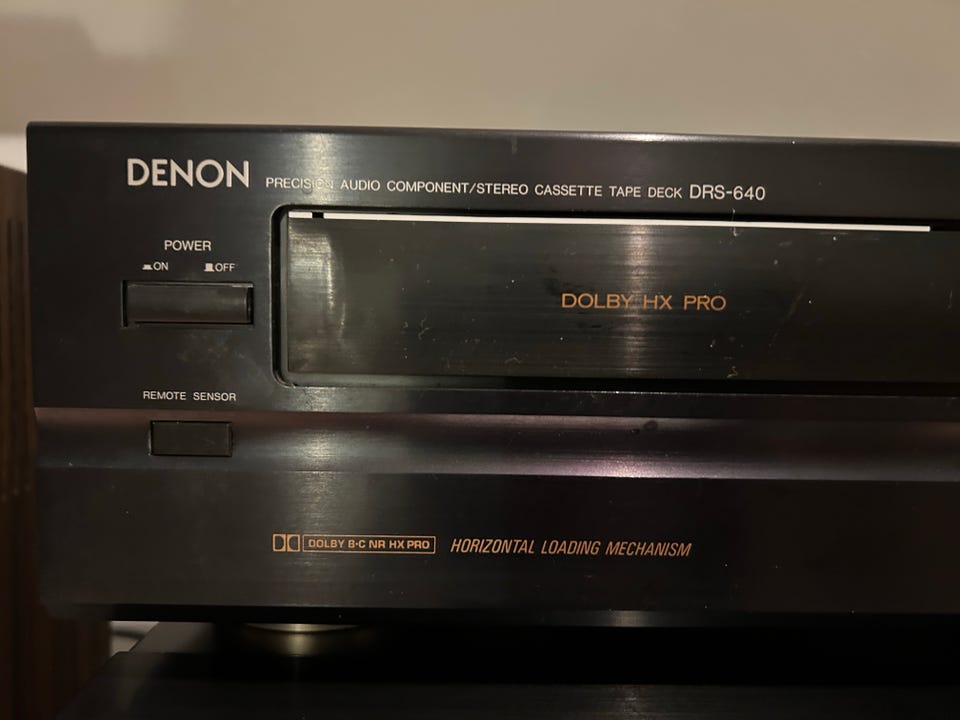 DENON PRECISION AUDIO COMPONENT/STEREO CASSETTE TAPE DECK DRS-640
POWER
ON OFF
DOLBY HX PRO
REMOTE SENSOR
DOLBY B·C NR HX PRO HORIZONTAL LOADING MECHANISM